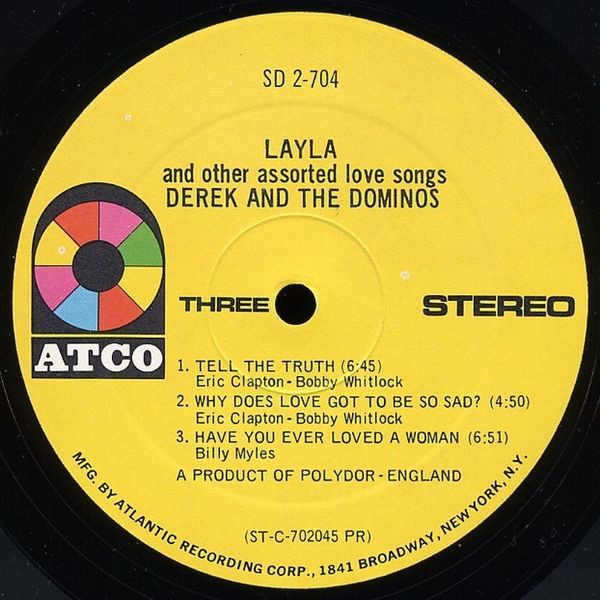 SD 2-704
LAYLA
and other assorted love songs
DEREK AND THE DOMINOS
THREE
STEREO
ATCO
1. TELL THE TRUTH (6:45)
Eric Clapton - Bobby Whitlock
2. WHY DOES LOVE GOT TO BE SO SAD? (4:50)
Eric Clapton - Bobby Whitlock
3. HAVE YOU EVER LOVED A WOMAN (6:51)
Billy Myles
A PRODUCT OF POLYDOR - ENGLAND
(ST-C-702045 PR)
MFG. BY ATLANTIC RECORDING CORP., 1841 BROADWAY, NEW YORK, N.Y.